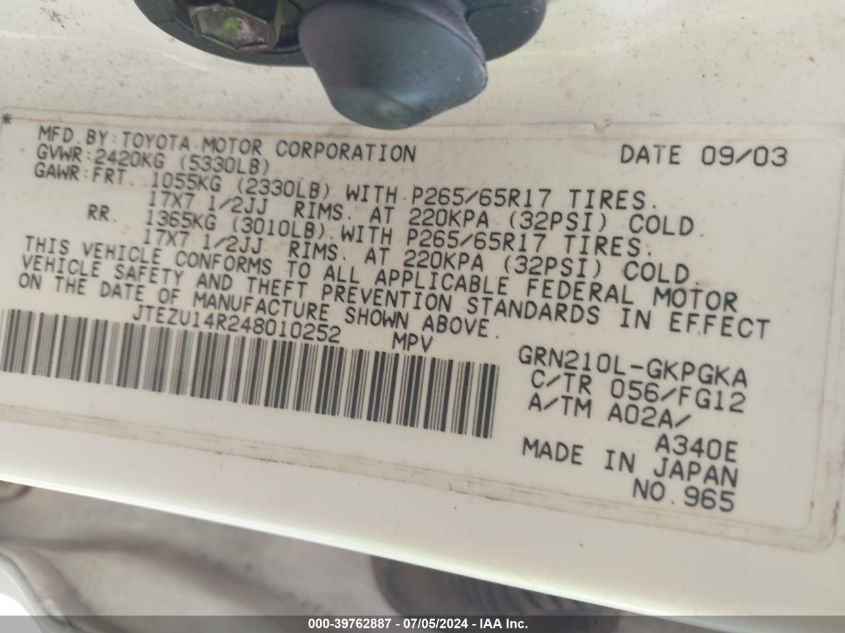 *
MFD. BY: TOYOTA MOTOR CORPORATION DATE 09/03
GVWR: 2420KG (5330LB)
GAWR: FRT. 1055KG (2330LB) WITH P265/65R17 TIRES.
17X7 1/2JJ RIMS. AT 220KPA (32PSI) COLD.
RR. 1365KG (3010LB) WITH P265/65R17 TIRES.
17X7 1/2JJ RIMS. AT 220KPA (32PSI) COLD.
THIS VEHICLE CONFORMS TO ALL APPLICABLE FEDERAL MOTOR
VEHICLE SAFETY AND THEFT PREVENTION STANDARDS IN EFFECT
ON THE DATE OF MANUFACTURE SHOWN ABOVE.
JTEZU14R248010252 MPV
GRN210L-GKPGKA
C/TR 056/FG12
A/TM A02A/
A340E
MADE IN JAPAN
NO. 965
000-39762887 - 07/05/2024 - IAA Inc.